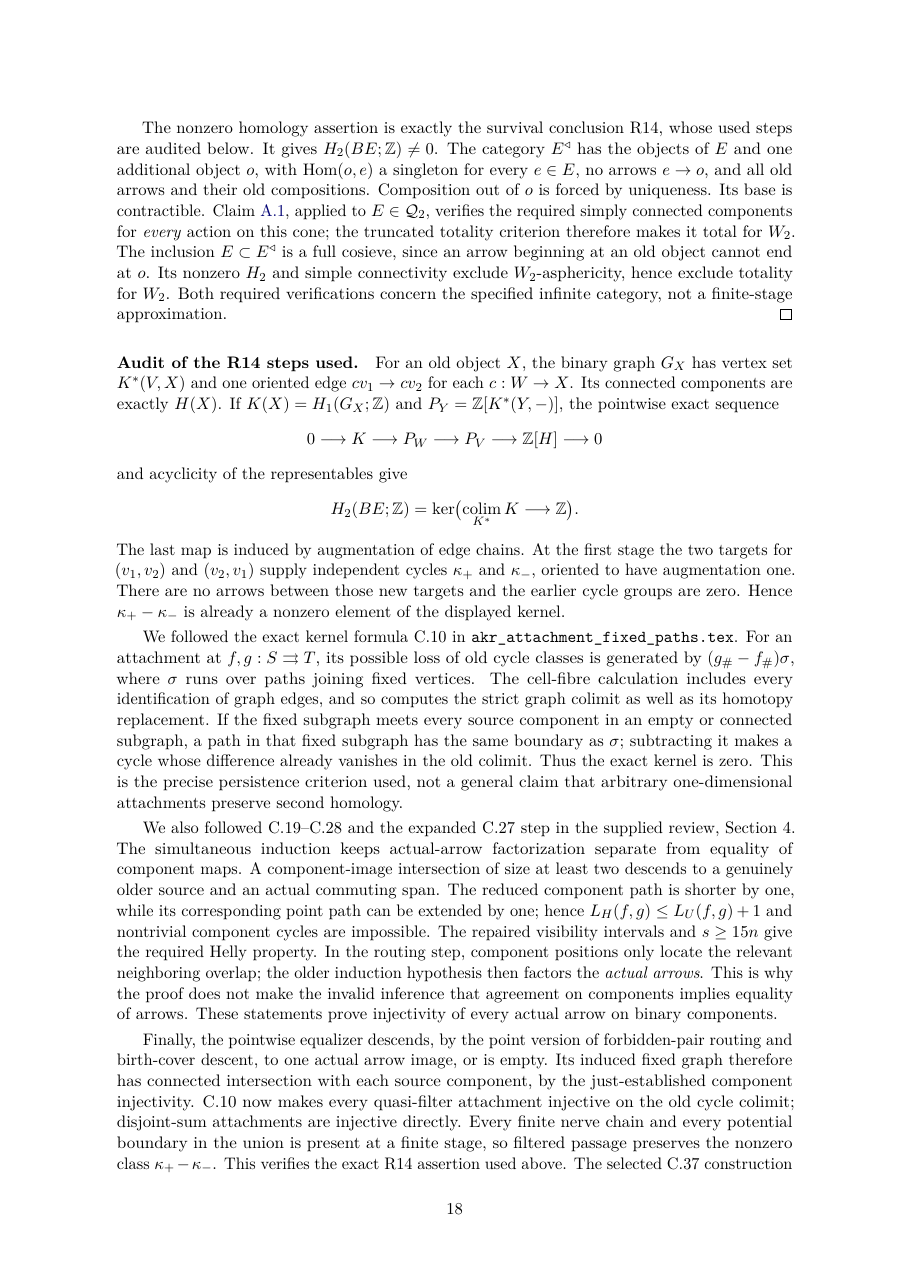 The nonzero homology assertion is exactly the survival conclusion R14, whose used steps
are audited below. It gives H₂(BE; ℤ) ≠ 0. The category E◁ has the objects of E and one
additional object o, with Hom(o, e) a singleton for every e ∈ E, no arrows e → o, and all old
arrows and their old compositions. Composition out of o is forced by uniqueness. Its base is
contractible. Claim A.1, applied to E ∈ 𝒬₂, verifies the required simply connected components
for every action on this cone; the truncated totality criterion therefore makes it total for W₂.
The inclusion E ⊂ E◁ is a full cosieve, since an arrow beginning at an old object cannot end
at o. Its nonzero H₂ and simple connectivity exclude W₂-asphericity, hence exclude totality
for W₂. Both required verifications concern the specified infinite category, not a finite-stage
approximation. □
Audit of the R14 steps used. For an old object X, the binary graph G_X has vertex set
K*(V, X) and one oriented edge cv₁ → cv₂ for each c : W → X. Its connected components are
exactly H(X). If K(X) = H₁(G_X; ℤ) and P_Y = ℤ[K*(Y, −)], the pointwise exact sequence
0 ⟶ K ⟶ P_W ⟶ P_V ⟶ ℤ[H] ⟶ 0
and acyclicity of the representables give
H₂(BE; ℤ) = ker(colim_{K*} K ⟶ ℤ).
The last map is induced by augmentation of edge chains. At the first stage the two targets for
(v₁, v₂) and (v₂, v₁) supply independent cycles κ₊ and κ₋, oriented to have augmentation one.
There are no arrows between those new targets and the earlier cycle groups are zero. Hence
κ₊ − κ₋ is already a nonzero element of the displayed kernel.
We followed the exact kernel formula C.10 in akr_attachment_fixed_paths.tex. For an
attachment at f, g : S ⇉ T, its possible loss of old cycle classes is generated by (g_# − f_#)σ,
where σ runs over paths joining fixed vertices. The cell-fibre calculation includes every
identification of graph edges, and so computes the strict graph colimit as well as its homotopy
replacement. If the fixed subgraph meets every source component in an empty or connected
subgraph, a path in that fixed subgraph has the same boundary as σ; subtracting it makes a
cycle whose difference already vanishes in the old colimit. Thus the exact kernel is zero. This
is the precise persistence criterion used, not a general claim that arbitrary one-dimensional
attachments preserve second homology.
We also followed C.19–C.28 and the expanded C.27 step in the supplied review, Section 4.
The simultaneous induction keeps actual-arrow factorization separate from equality of
component maps. A component-image intersection of size at least two descends to a genuinely
older source and an actual commuting span. The reduced component path is shorter by one,
while its corresponding point path can be extended by one; hence L_H(f, g) ≤ L_U(f, g) + 1 and
nontrivial component cycles are impossible. The repaired visibility intervals and s ≥ 15n give
the required Helly property. In the routing step, component positions only locate the relevant
neighboring overlap; the older induction hypothesis then factors the actual arrows. This is why
the proof does not make the invalid inference that agreement on components implies equality
of arrows. These statements prove injectivity of every actual arrow on binary components.
Finally, the pointwise equalizer descends, by the point version of forbidden-pair routing and
birth-cover descent, to one actual arrow image, or is empty. Its induced fixed graph therefore
has connected intersection with each source component, by the just-established component
injectivity. C.10 now makes every quasi-filter attachment injective on the old cycle colimit;
disjoint-sum attachments are injective directly. Every finite nerve chain and every potential
boundary in the union is present at a finite stage, so filtered passage preserves the nonzero
class κ₊ − κ₋. This verifies the exact R14 assertion used above. The selected C.37 construction
18